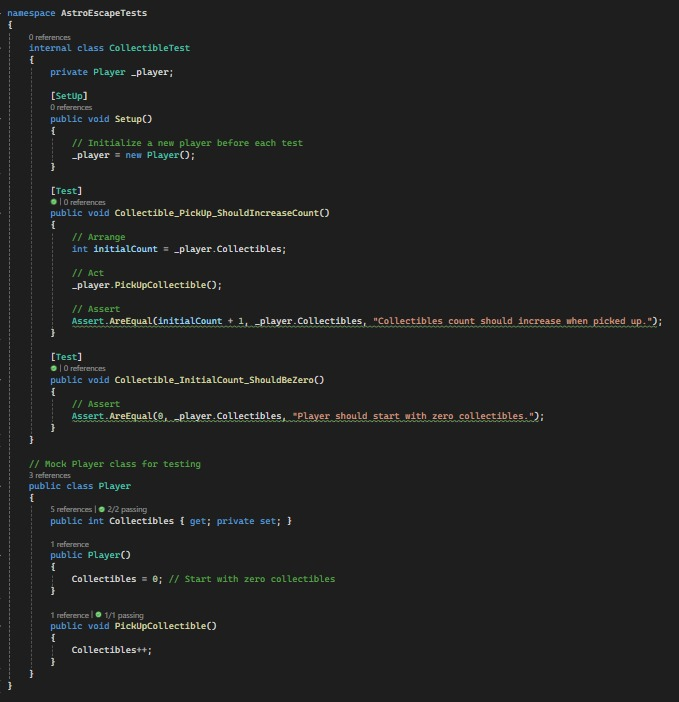 namespace AstroEscapeTests
{
0 references
internal class CollectibleTest
{
private Player _player;
[SetUp]
0 references
public void Setup()
{
// Initialize a new player before each test
_player = new Player();
}
[Test]
| 0 references
public void Collectible_PickUp_ShouldIncreaseCount()
{
// Arrange
int initialCount = _player.Collectibles;
// Act
_player.PickUpCollectible();
// Assert
Assert.AreEqual(initialCount + 1, _player.Collectibles, "Collectibles count should increase when picked up.");
}
[Test]
| 0 references
public void Collectible_InitialCount_ShouldBeZero()
{
// Assert
Assert.AreEqual(0, _player.Collectibles, "Player should start with zero collectibles.");
}
}
// Mock Player class for testing
3 references
public class Player
{
5 references | 2/2 passing
public int Collectibles { get; private set; }
1 reference
public Player()
{
Collectibles = 0; // Start with zero collectibles
}
1 reference | 1/1 passing
public void PickUpCollectible()
{
Collectibles++;
}
}
}